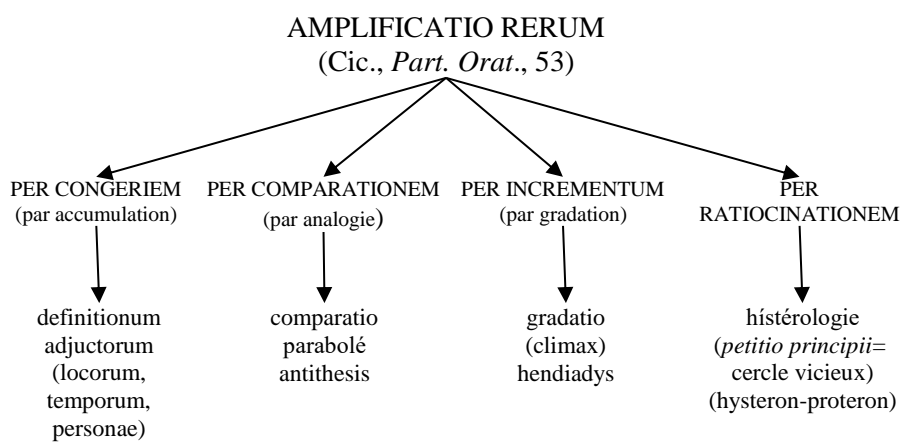 AMPLIFICATIO RERUM
(Cic., Part. Orat., 53)
PER CONGERIEM
(par accumulation)
definitionum
adjuctorum
(locorum,
temporum,
personae)
PER COMPARATIONEM
(par analogie)
comparatio
parabolé
antithesis
PER INCREMENTUM
(par gradation)
gradatio
(climax)
hendiadys
PER
RATIOCINATIONEM
hístérologie
(petitio principii=
cercle vicieux)
(hysteron-proteron)